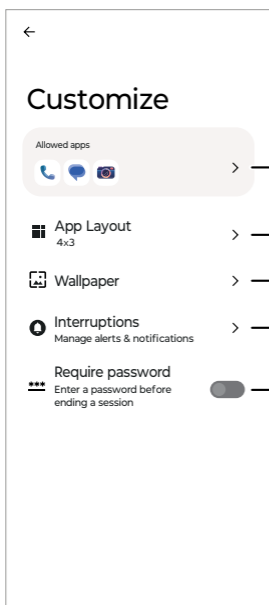 Customize
Allowed apps
App Layout
4x3
Wallpaper
Interruptions
Manage alerts & notifications
Require password
Enter a password before
ending a session